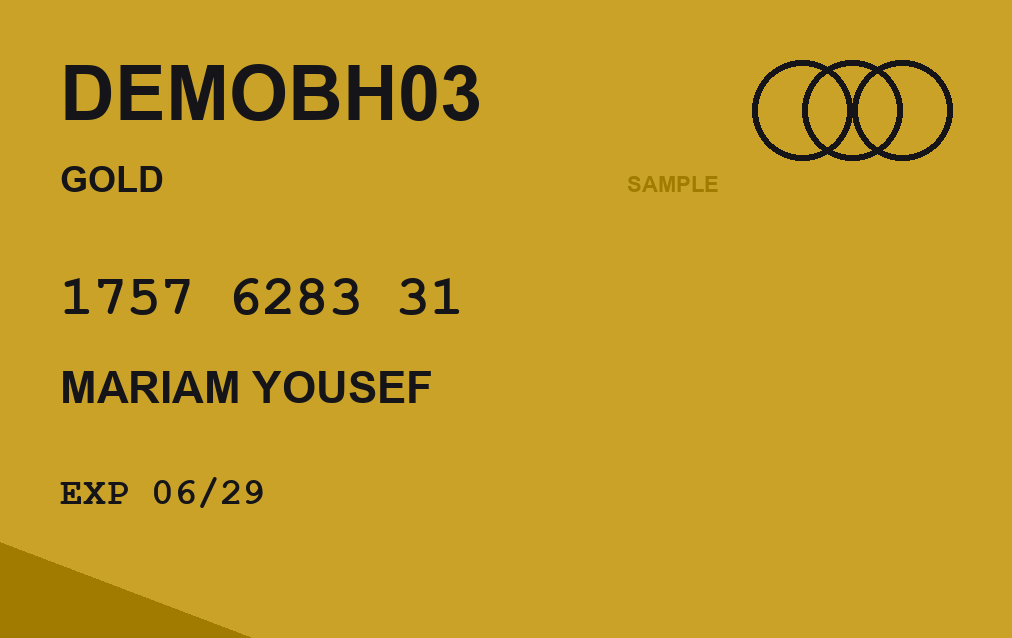 DEMOBH03
GOLD
SAMPLE
1757 6283 31
MARIAM YOUSEF
EXP 06/29